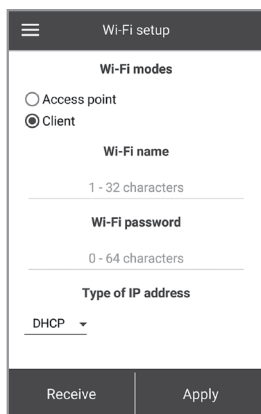 Wi-Fi setup
Wi-Fi modes
Access point
Client
Wi-Fi name
1 - 32 characters
Wi-Fi password
0 - 64 characters
Type of IP address
DHCP
Receive
Apply